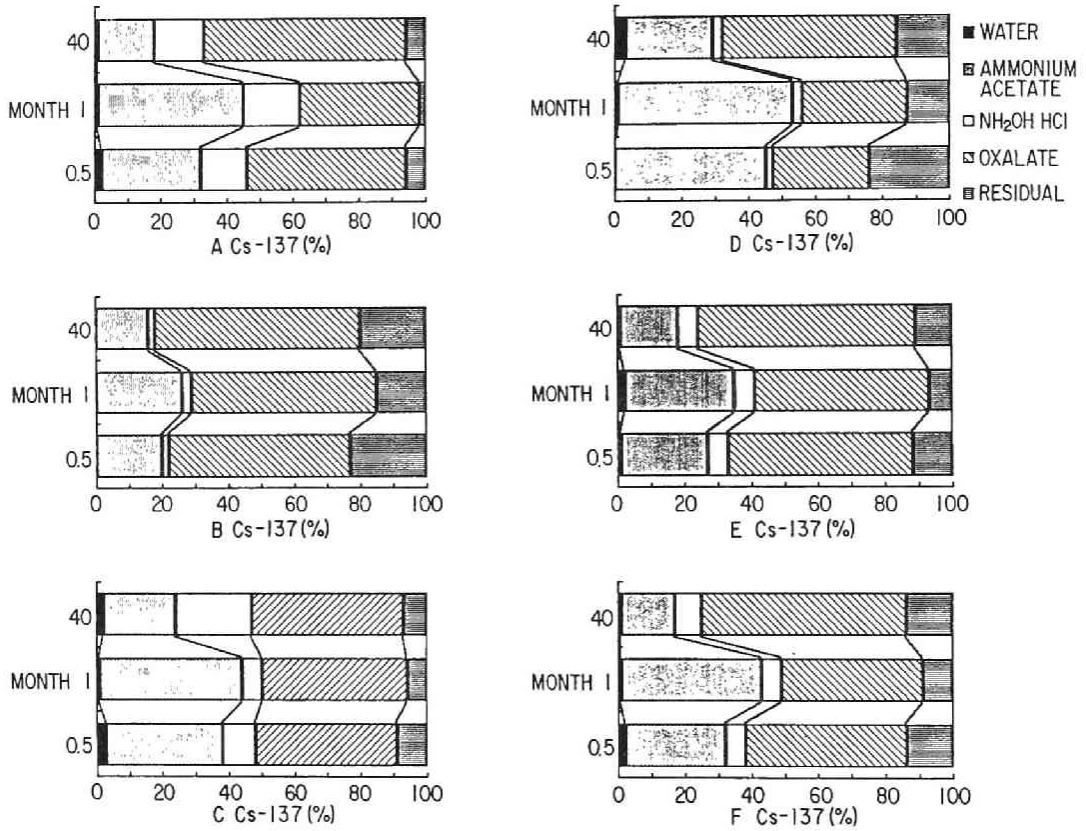 40
MONTH 1
0.5
0 20 40 60 80 100
A Cs-137 (%)
40
MONTH 1
0.5
0 20 40 60 80 100
D Cs-137 (%)
WATER
AMMONIUM
ACETATE
NH₂OH HCl
OXALATE
RESIDUAL
40
MONTH 1
0.5
0 20 40 60 80 100
B Cs-137 (%)
40
MONTH 1
0.5
0 20 40 60 80 100
E Cs-137 (%)
40
MONTH 1
0.5
0 20 40 60 80 100
C Cs-137 (%)
40
MONTH 1
0.5
0 20 40 60 80 100
F Cs-137 (%)